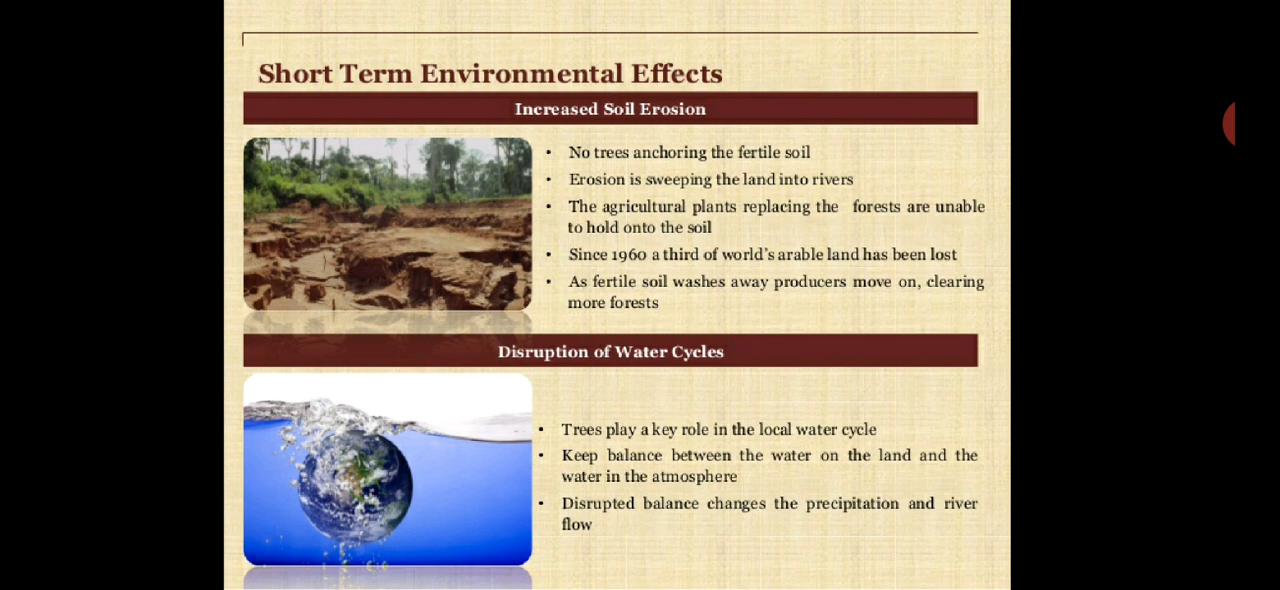 Short Term Environmental Effects
Increased Soil Erosion
• No trees anchoring the fertile soil
• Erosion is sweeping the land into rivers
• The agricultural plants replacing the forests are unable
to hold onto the soil
• Since 1960 a third of world's arable land has been lost
• As fertile soil washes away producers move on, clearing
more forests
Disruption of Water Cycles
• Trees play a key role in the local water cycle
• Keep balance between the water on the land and the
water in the atmosphere
• Disrupted balance changes the precipitation and river
flow